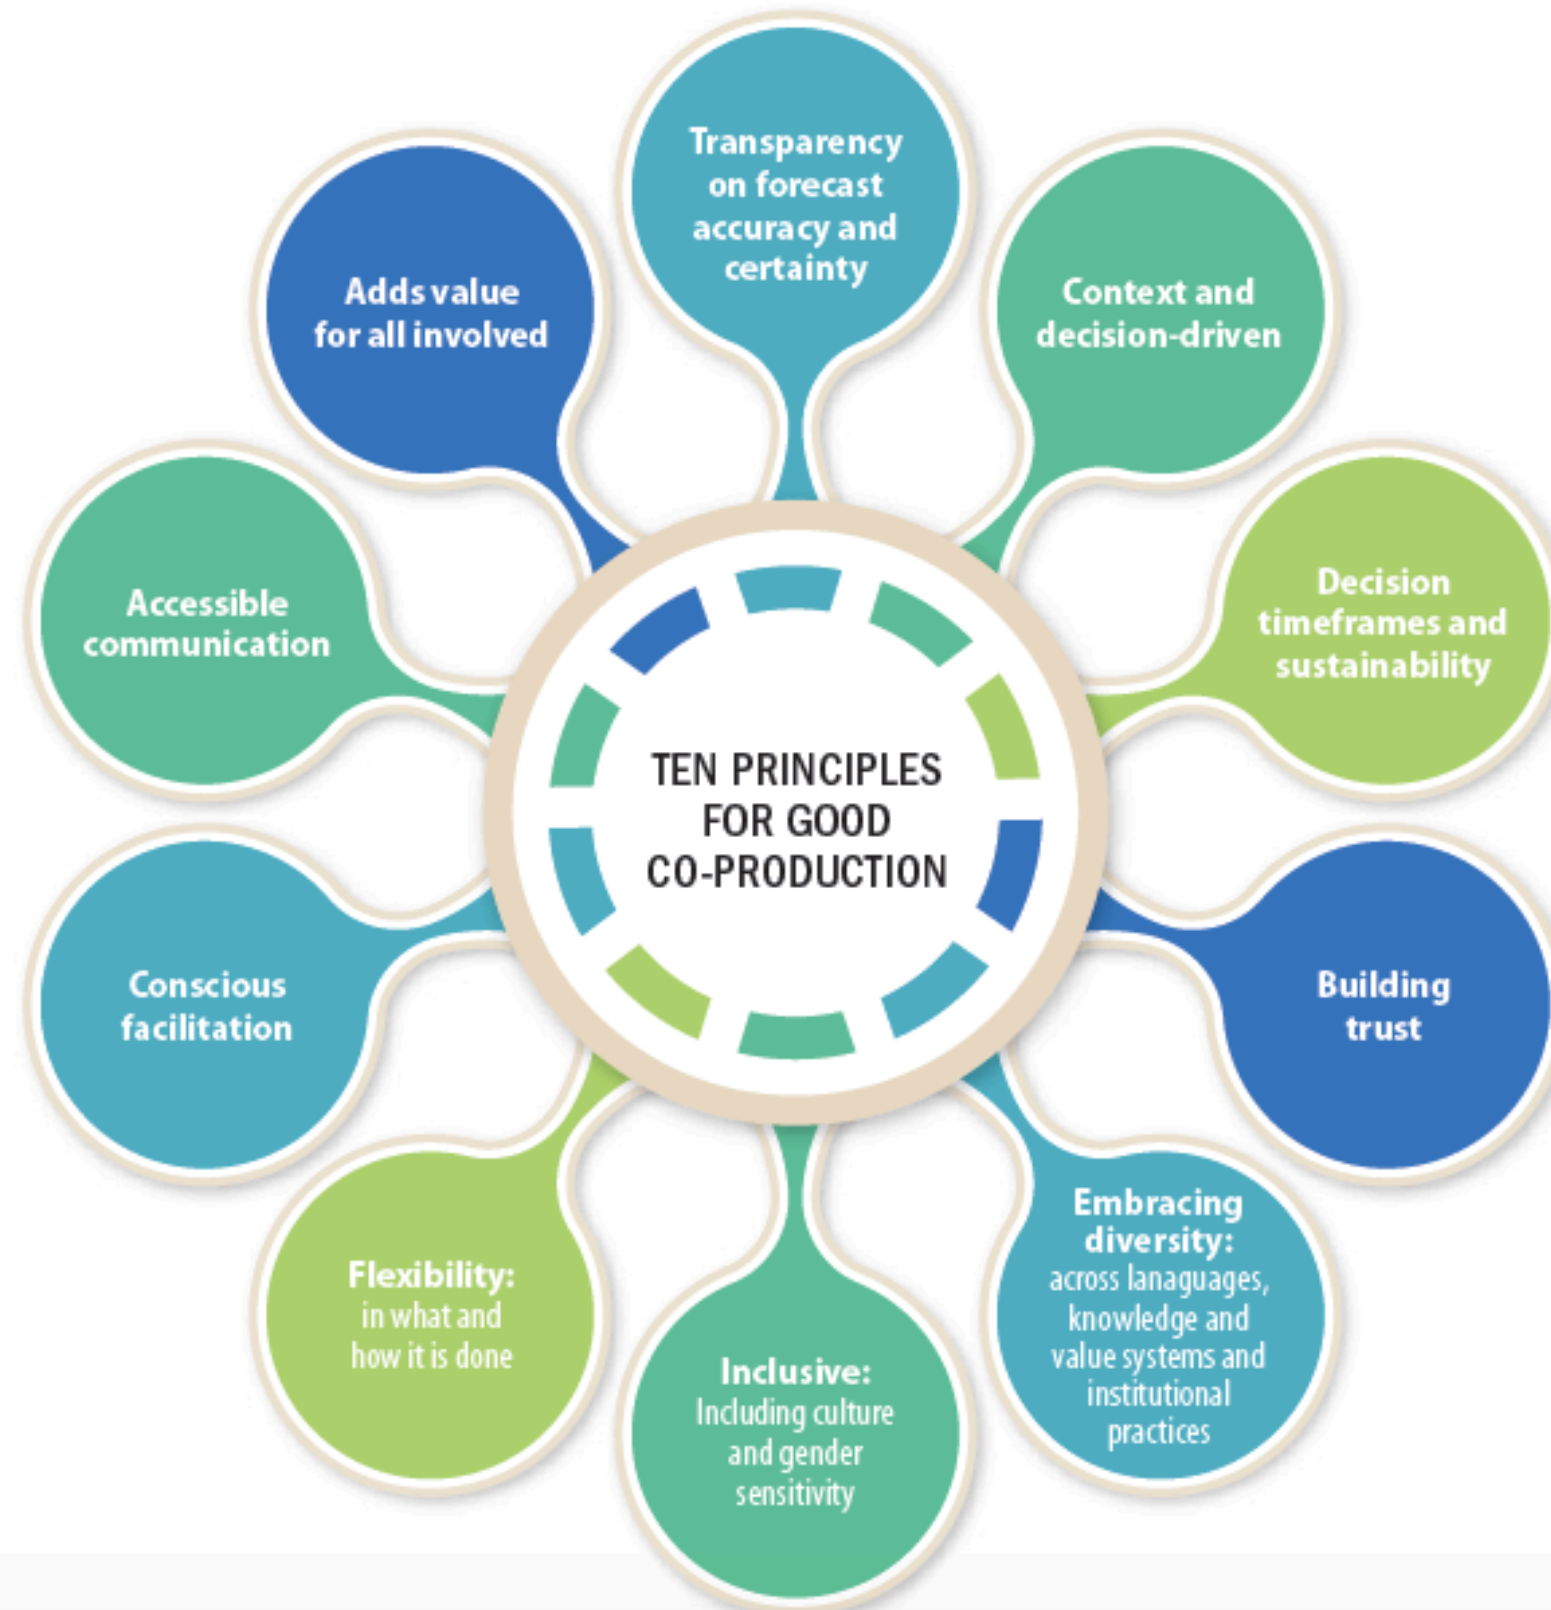 TEN PRINCIPLES
FOR GOOD
CO-PRODUCTION
Transparency
on forecast
accuracy and
certainty
Context and
decision-driven
Decision
timeframes and
sustainability
Building
trust
Embracing
diversity:
across lanaguages,
knowledge and
value systems and
institutional
practices
Inclusive:
Including culture
and gender
sensitivity
Flexibility:
in what and
how it is done
Conscious
facilitation
Accessible
communication
Adds value
for all involved